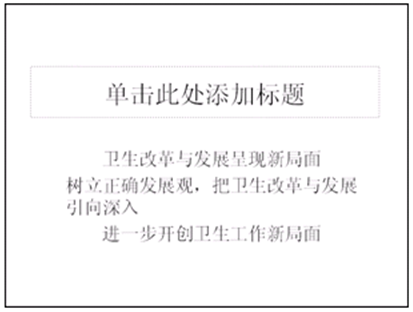 单击此处添加标题
卫生改革与发展呈现新局面
树立正确发展观，把卫生改革与发展
引向深入
进一步开创卫生工作新局面